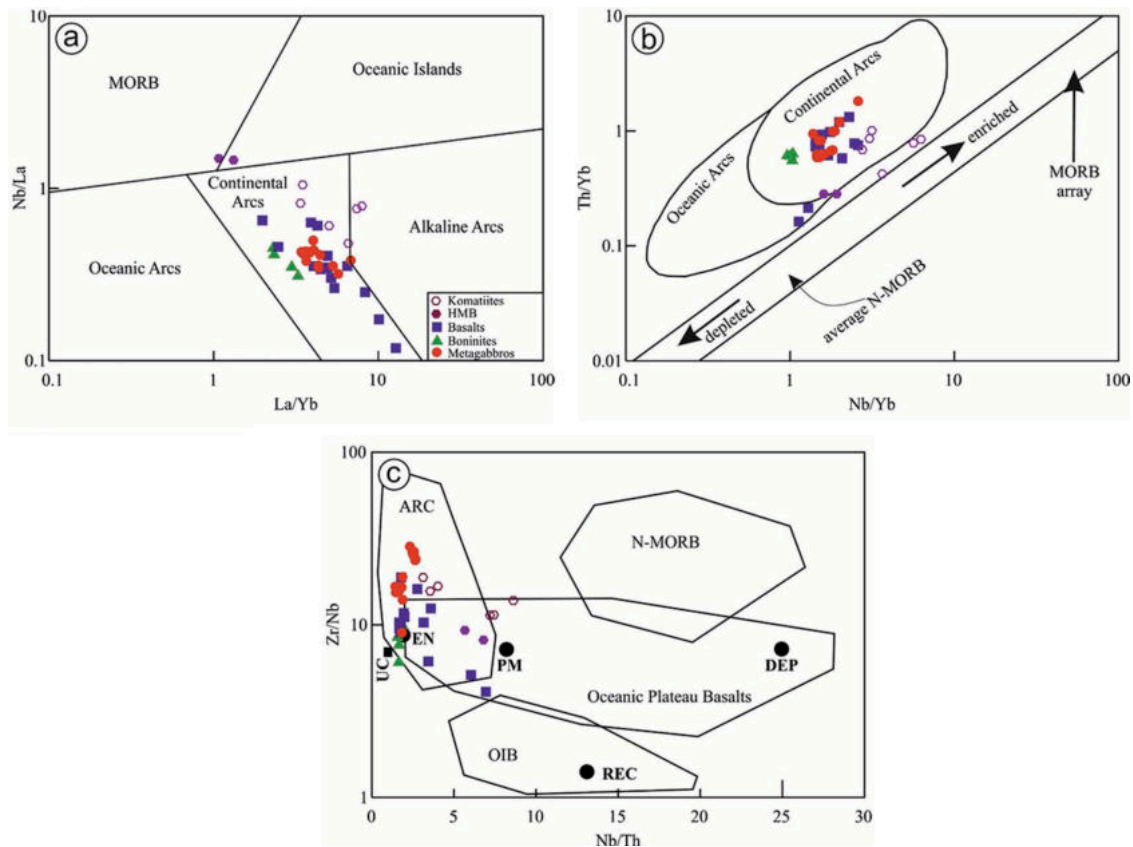 a
10
1
0.1
0.1
1
10
100
Nb/La
La/Yb
MORB
Oceanic Islands
Continental
Arcs
Alkaline Arcs
Oceanic Arcs
Komatiites
HMB
Basalts
Boninites
Metagabbros
b
10
1
0.1
0.01
0.1
1
10
100
Th/Yb
Nb/Yb
Continental Arcs
Oceanic Arcs
enriched
MORB
array
depleted
average N-MORB
c
100
10
1
0
5
10
15
20
25
30
Zr/Nb
Nb/Th
ARC
N-MORB
EN
UC
PM
DEP
Oceanic Plateau Basalts
OIB
REC